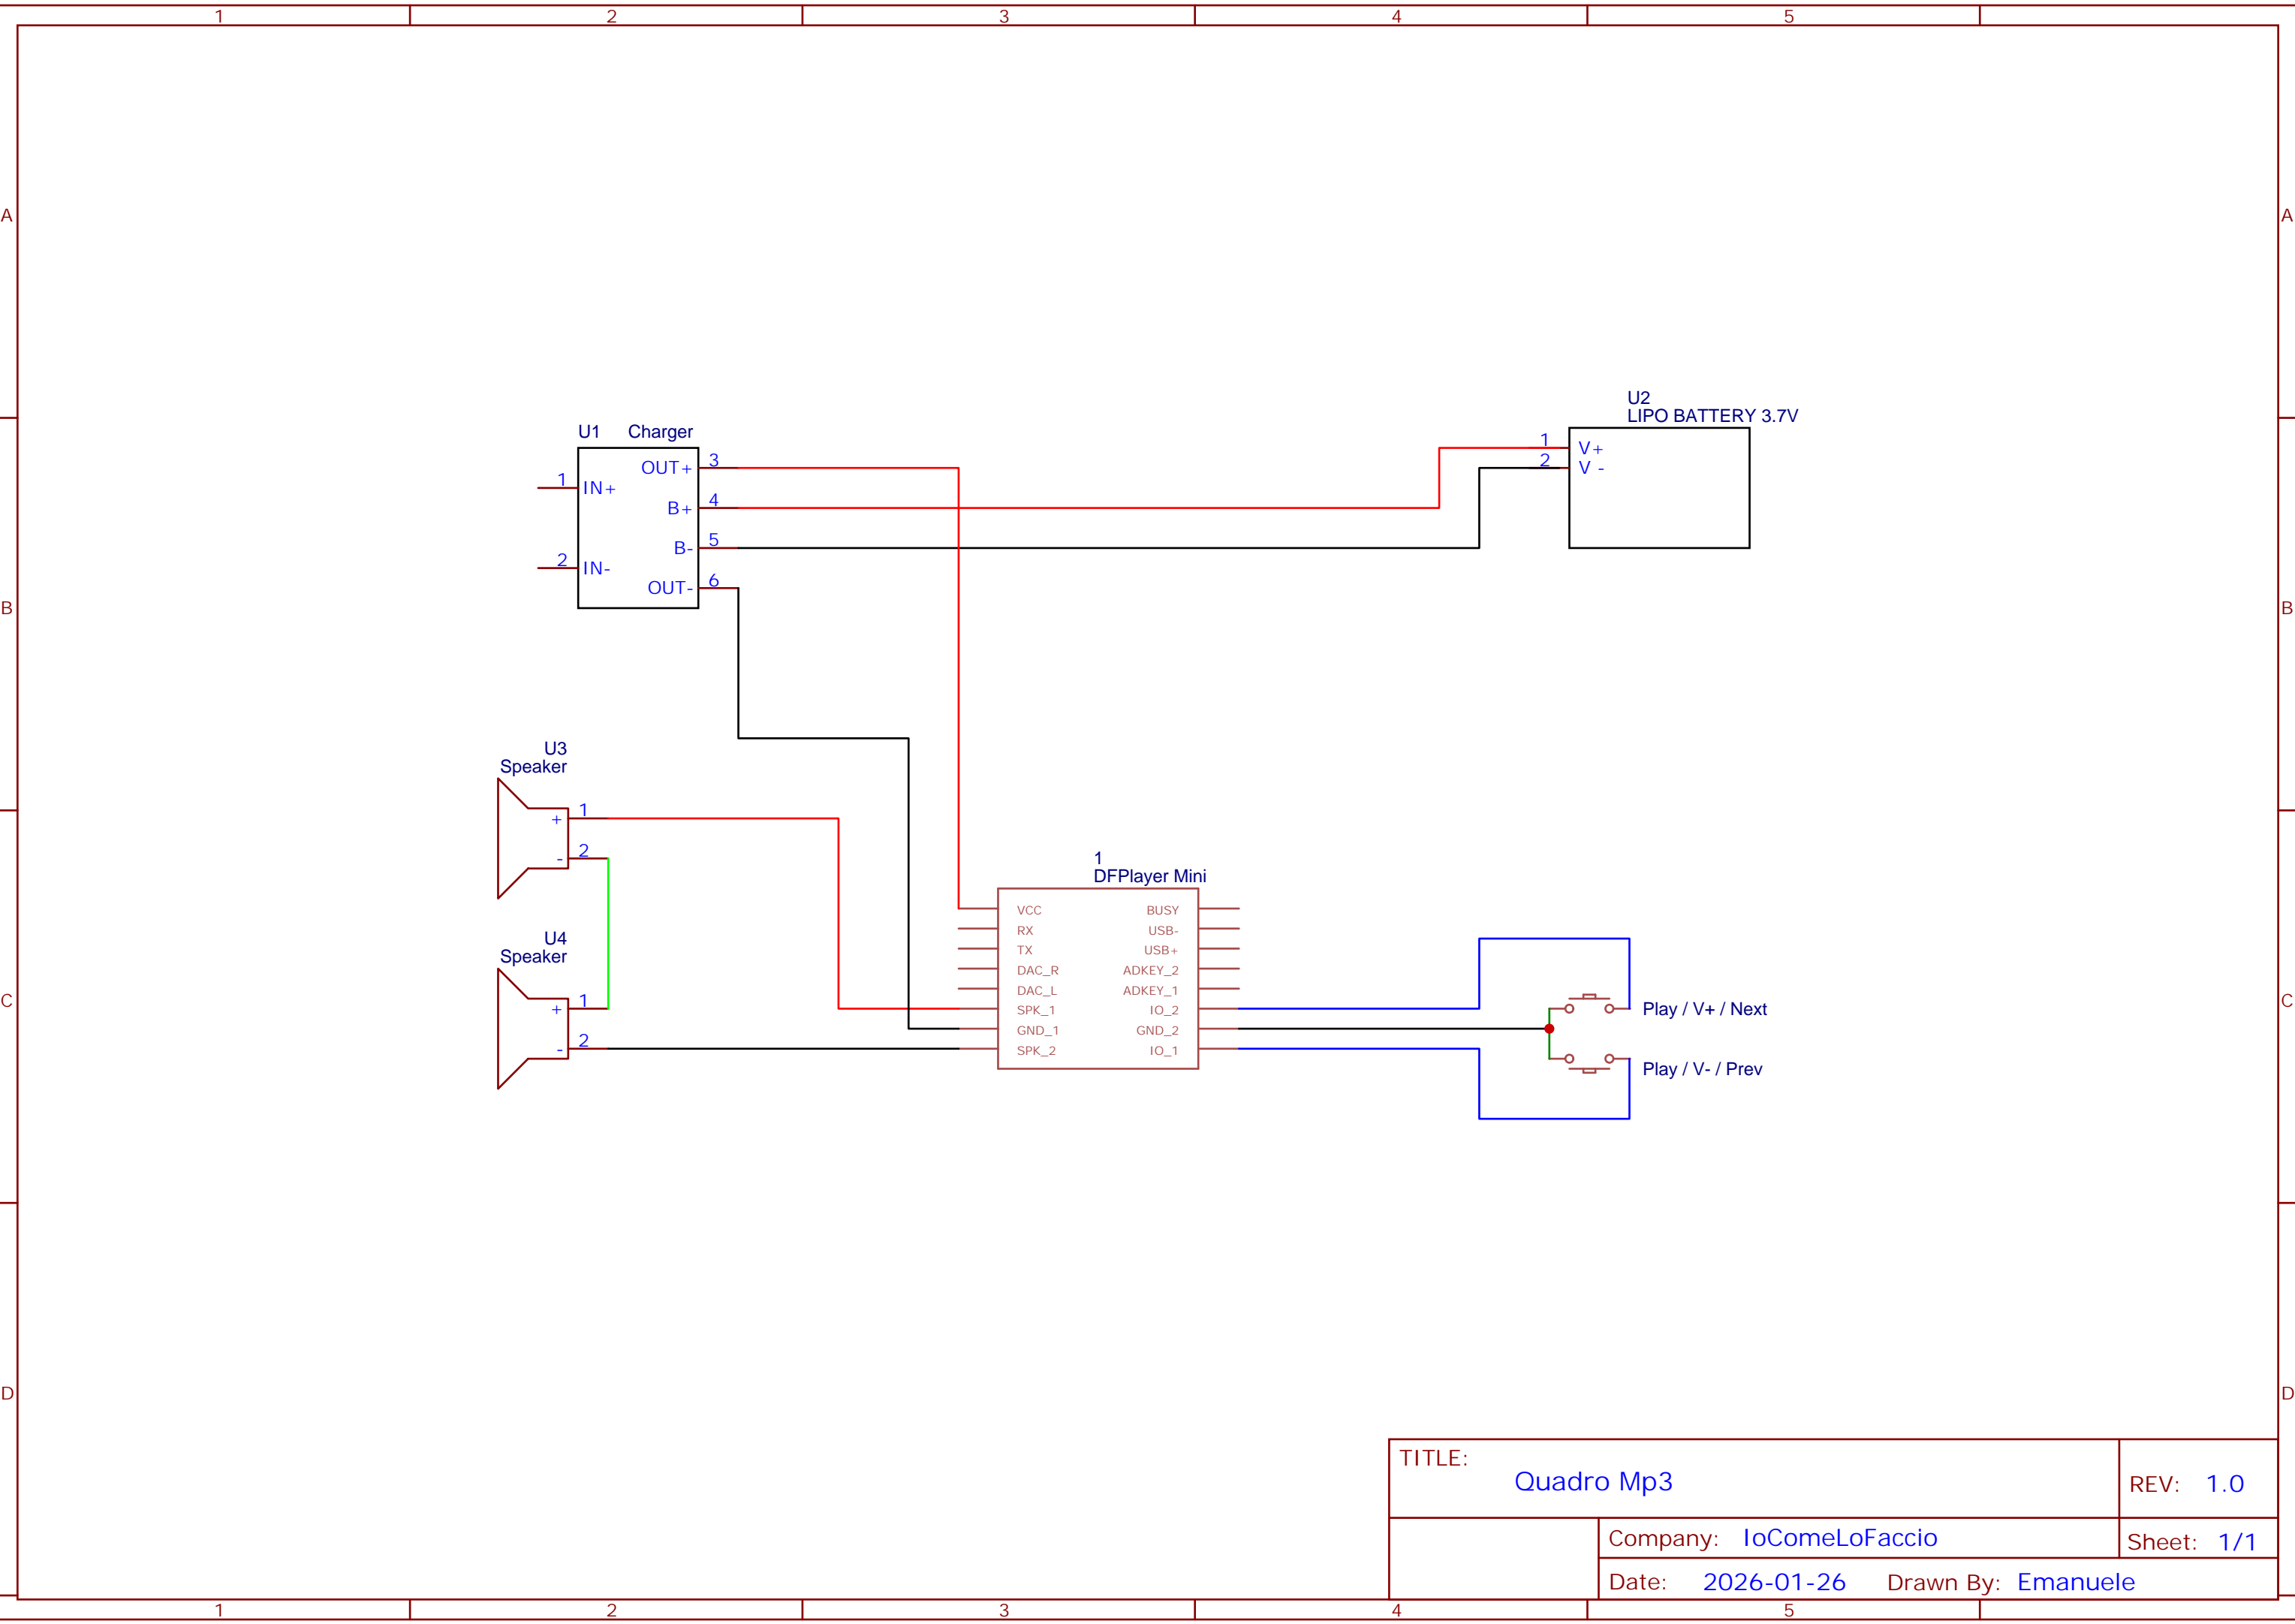 1 2 3 4 5
A A
U2
LIPO BATTERY 3.7V
1 V+
2 V -
U1 Charger
OUT+ 3
1 IN+
B+ 4
B- 5
2 IN-
OUT- 6
B B
U3
Speaker
1 +
2 -
U4
Speaker
1 +
2 -
1
DFPlayer Mini
VCC BUSY
RX USB-
TX USB+
DAC_R ADKEY_2
DAC_L ADKEY_1
SPK_1 IO_2
GND_1 GND_2
SPK_2 IO_1
Play / V+ / Next
Play / V- / Prev
C C
D D
TITLE:
Quadro Mp3
REV: 1.0
Company: IoComeLoFaccio
Sheet: 1/1
Date: 2026-01-26 Drawn By: Emanuele
1 2 3 4 5